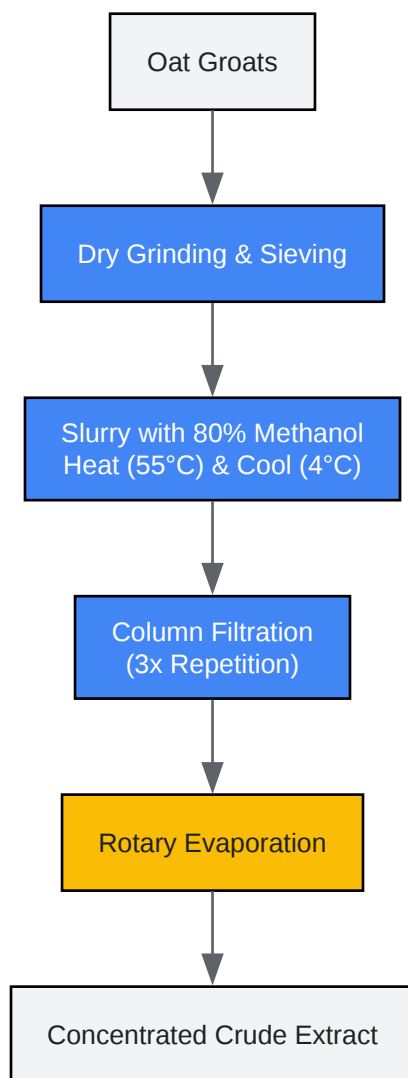 Oat Groats
Dry Grinding & Sieving
Slurry with 80% Methanol
Heat (55°C) & Cool (4°C)
Column Filtration
(3x Repetition)
Rotary Evaporation
Concentrated Crude Extract